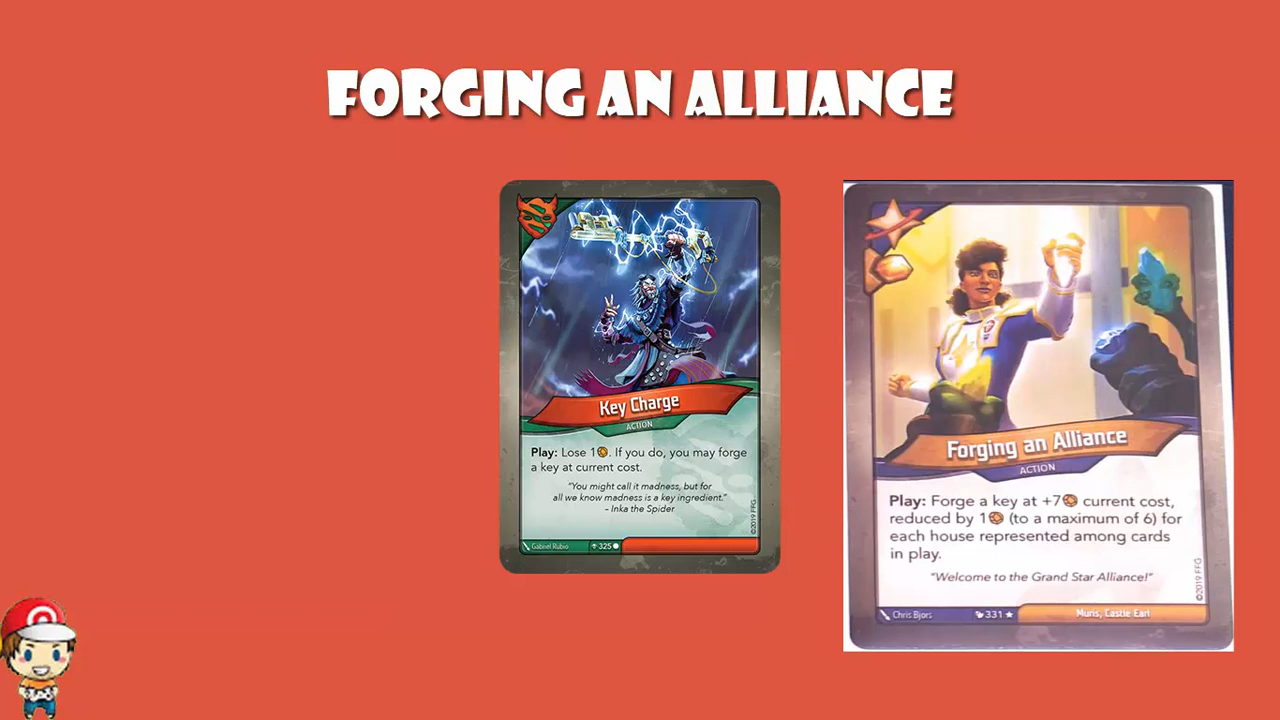 FORGING AN ALLIANCE
Key Charge
ACTION
Play: Lose 1. If you do, you may forge
a key at current cost.
"You might call it madness, but for
all we know madness is a key ingredient."
– Inka the Spider
Gabriel Rubio
325
©2019 FFG
Forging an Alliance
ACTION
Play: Forge a key at +7 current cost,
reduced by 1 (to a maximum of 6) for
each house represented among cards
in play.
"Welcome to the Grand Star Alliance!"
Chris Bjors
331
Muris, Castle Earl
©2019 FFG